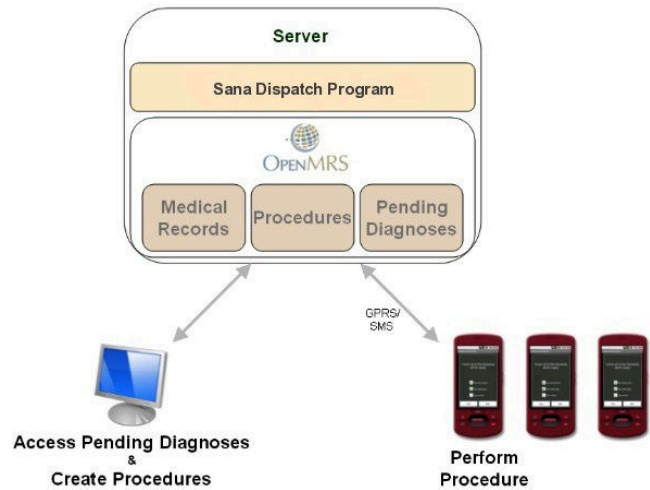 Server
Sana Dispatch Program
OPENMRS
Medical
Records
Procedures
Pending
Diagnoses
GPRS/
SMS
Access Pending Diagnoses
&
Create Procedures
Perform
Procedure